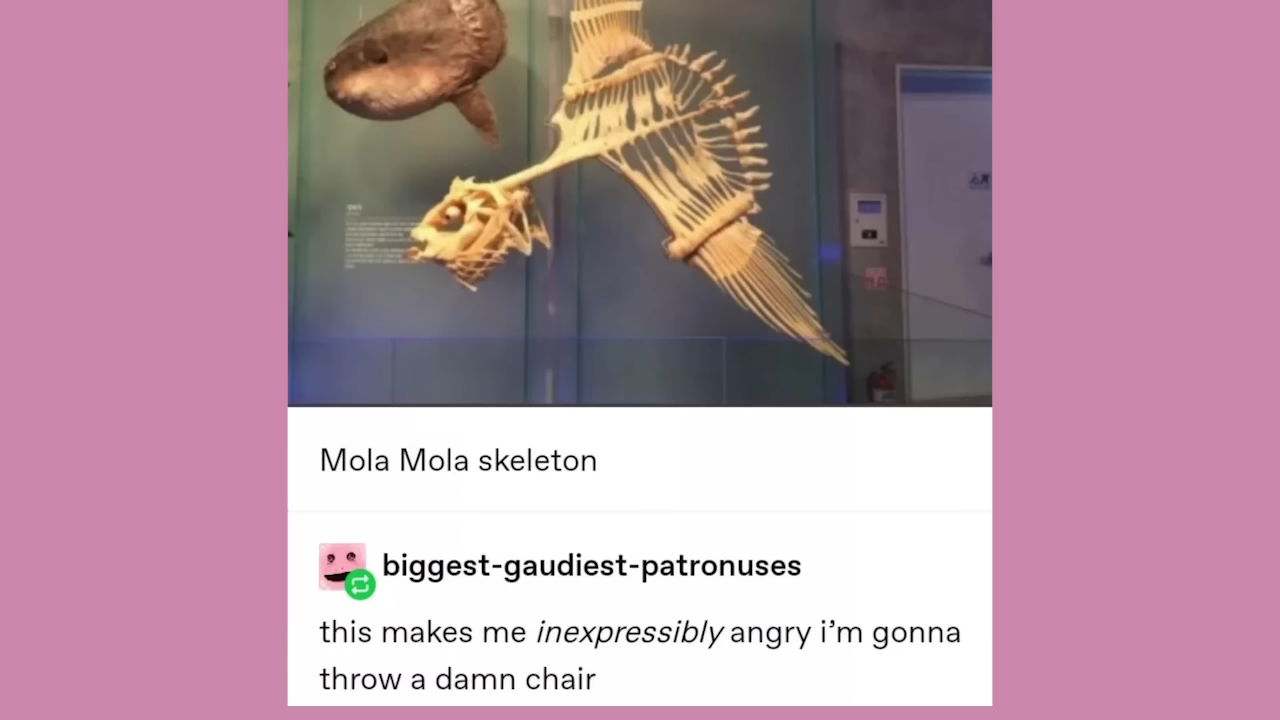 Mola Mola skeleton
biggest-gaudiest-patronuses
this makes me inexpressibly angry i’m gonna
throw a damn chair